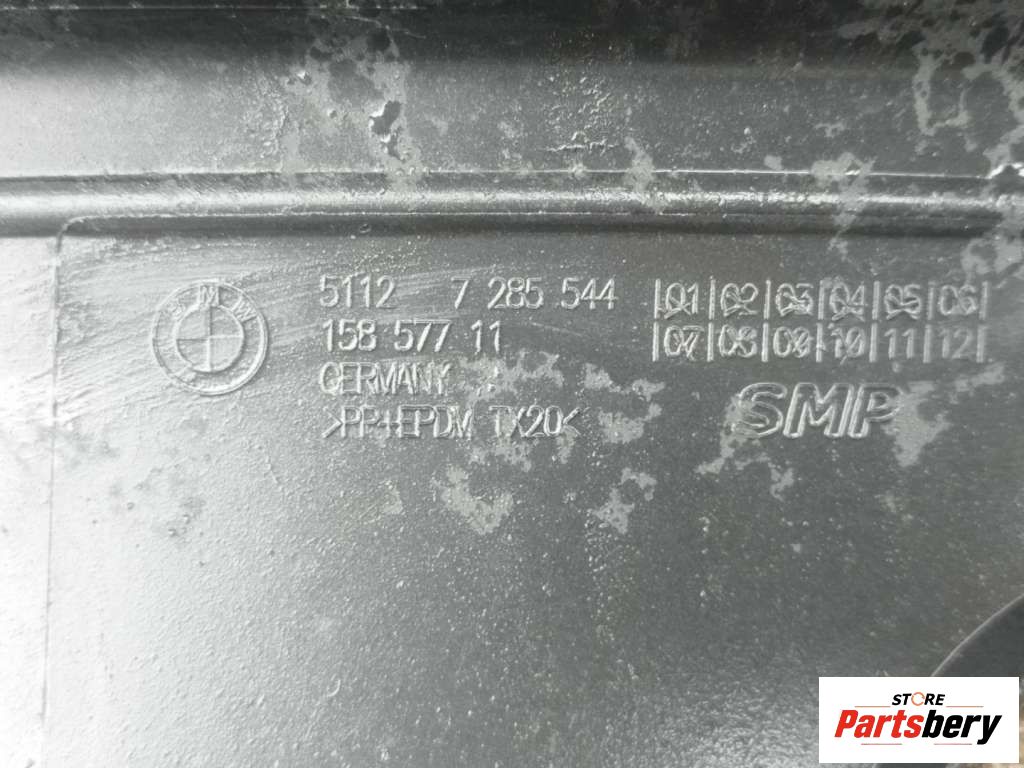 BMW
5112 7 285 544
158 577 11
GERMANY
>PP+EPDM TX20<
|01|02|03|04|05|06|
|07|08|09|10|11|12|
SMP
STORE
Partsbery